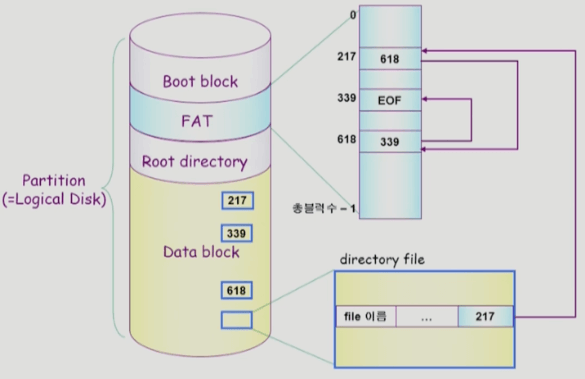 Boot block
FAT
Root directory
Partition
(=Logical Disk)
217
339
Data block
618
0
217
618
339
EOF
618
339
총블럭수 – 1
directory file
file 이름
...
217